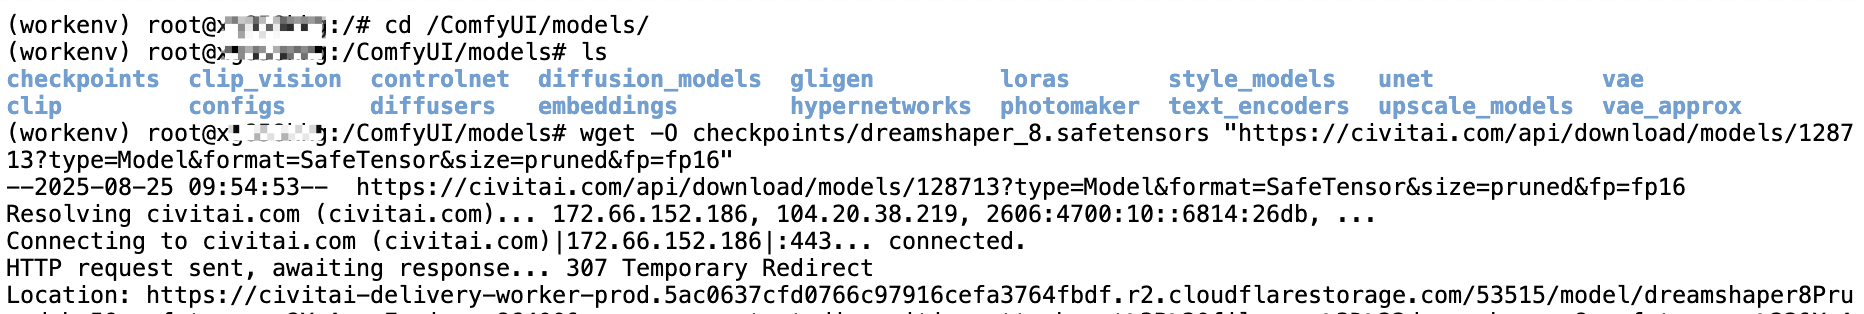 (workenv) root@x :/# cd /ComfyUI/models/
(workenv) root@x g:/ComfyUI/models# ls
checkpoints clip_vision controlnet diffusion_models gligen loras style_models unet vae
clip configs diffusers embeddings hypernetworks photomaker text_encoders upscale_models vae_approx
(workenv) root@x g:/ComfyUI/models# wget -O checkpoints/dreamshaper_8.safetensors "https://civitai.com/api/download/models/1287
13?type=Model&format=SafeTensor&size=pruned&fp=fp16"
--2025-08-25 09:54:53-- https://civitai.com/api/download/models/128713?type=Model&format=SafeTensor&size=pruned&fp=fp16
Resolving civitai.com (civitai.com)... 172.66.152.186, 104.20.38.219, 2606:4700:10::6814:26db, ...
Connecting to civitai.com (civitai.com)|172.66.152.186|:443... connected.
HTTP request sent, awaiting response... 307 Temporary Redirect
Location: https://civitai-delivery-worker-prod.5ac0637cfd0766c97916cefa3764fbdf.r2.cloudflarestorage.com/53515/model/dreamshaper8Pru